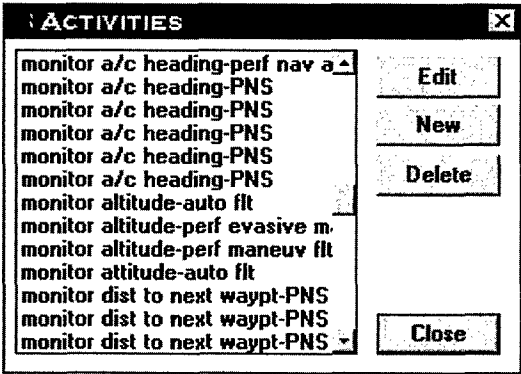 ACTIVITIES
monitor a/c heading-perf nav a
monitor a/c heading-PNS
monitor a/c heading-PNS
monitor a/c heading-PNS
monitor a/c heading-PNS
monitor a/c heading-PNS
monitor altitude-auto flt
monitor altitude-perf evasive m
monitor altitude-perf maneuv flt
monitor attitude-auto flt
monitor dist to next waypt-PNS
monitor dist to next waypt-PNS
monitor dist to next waypt-PNS
Edit
New
Delete
Close